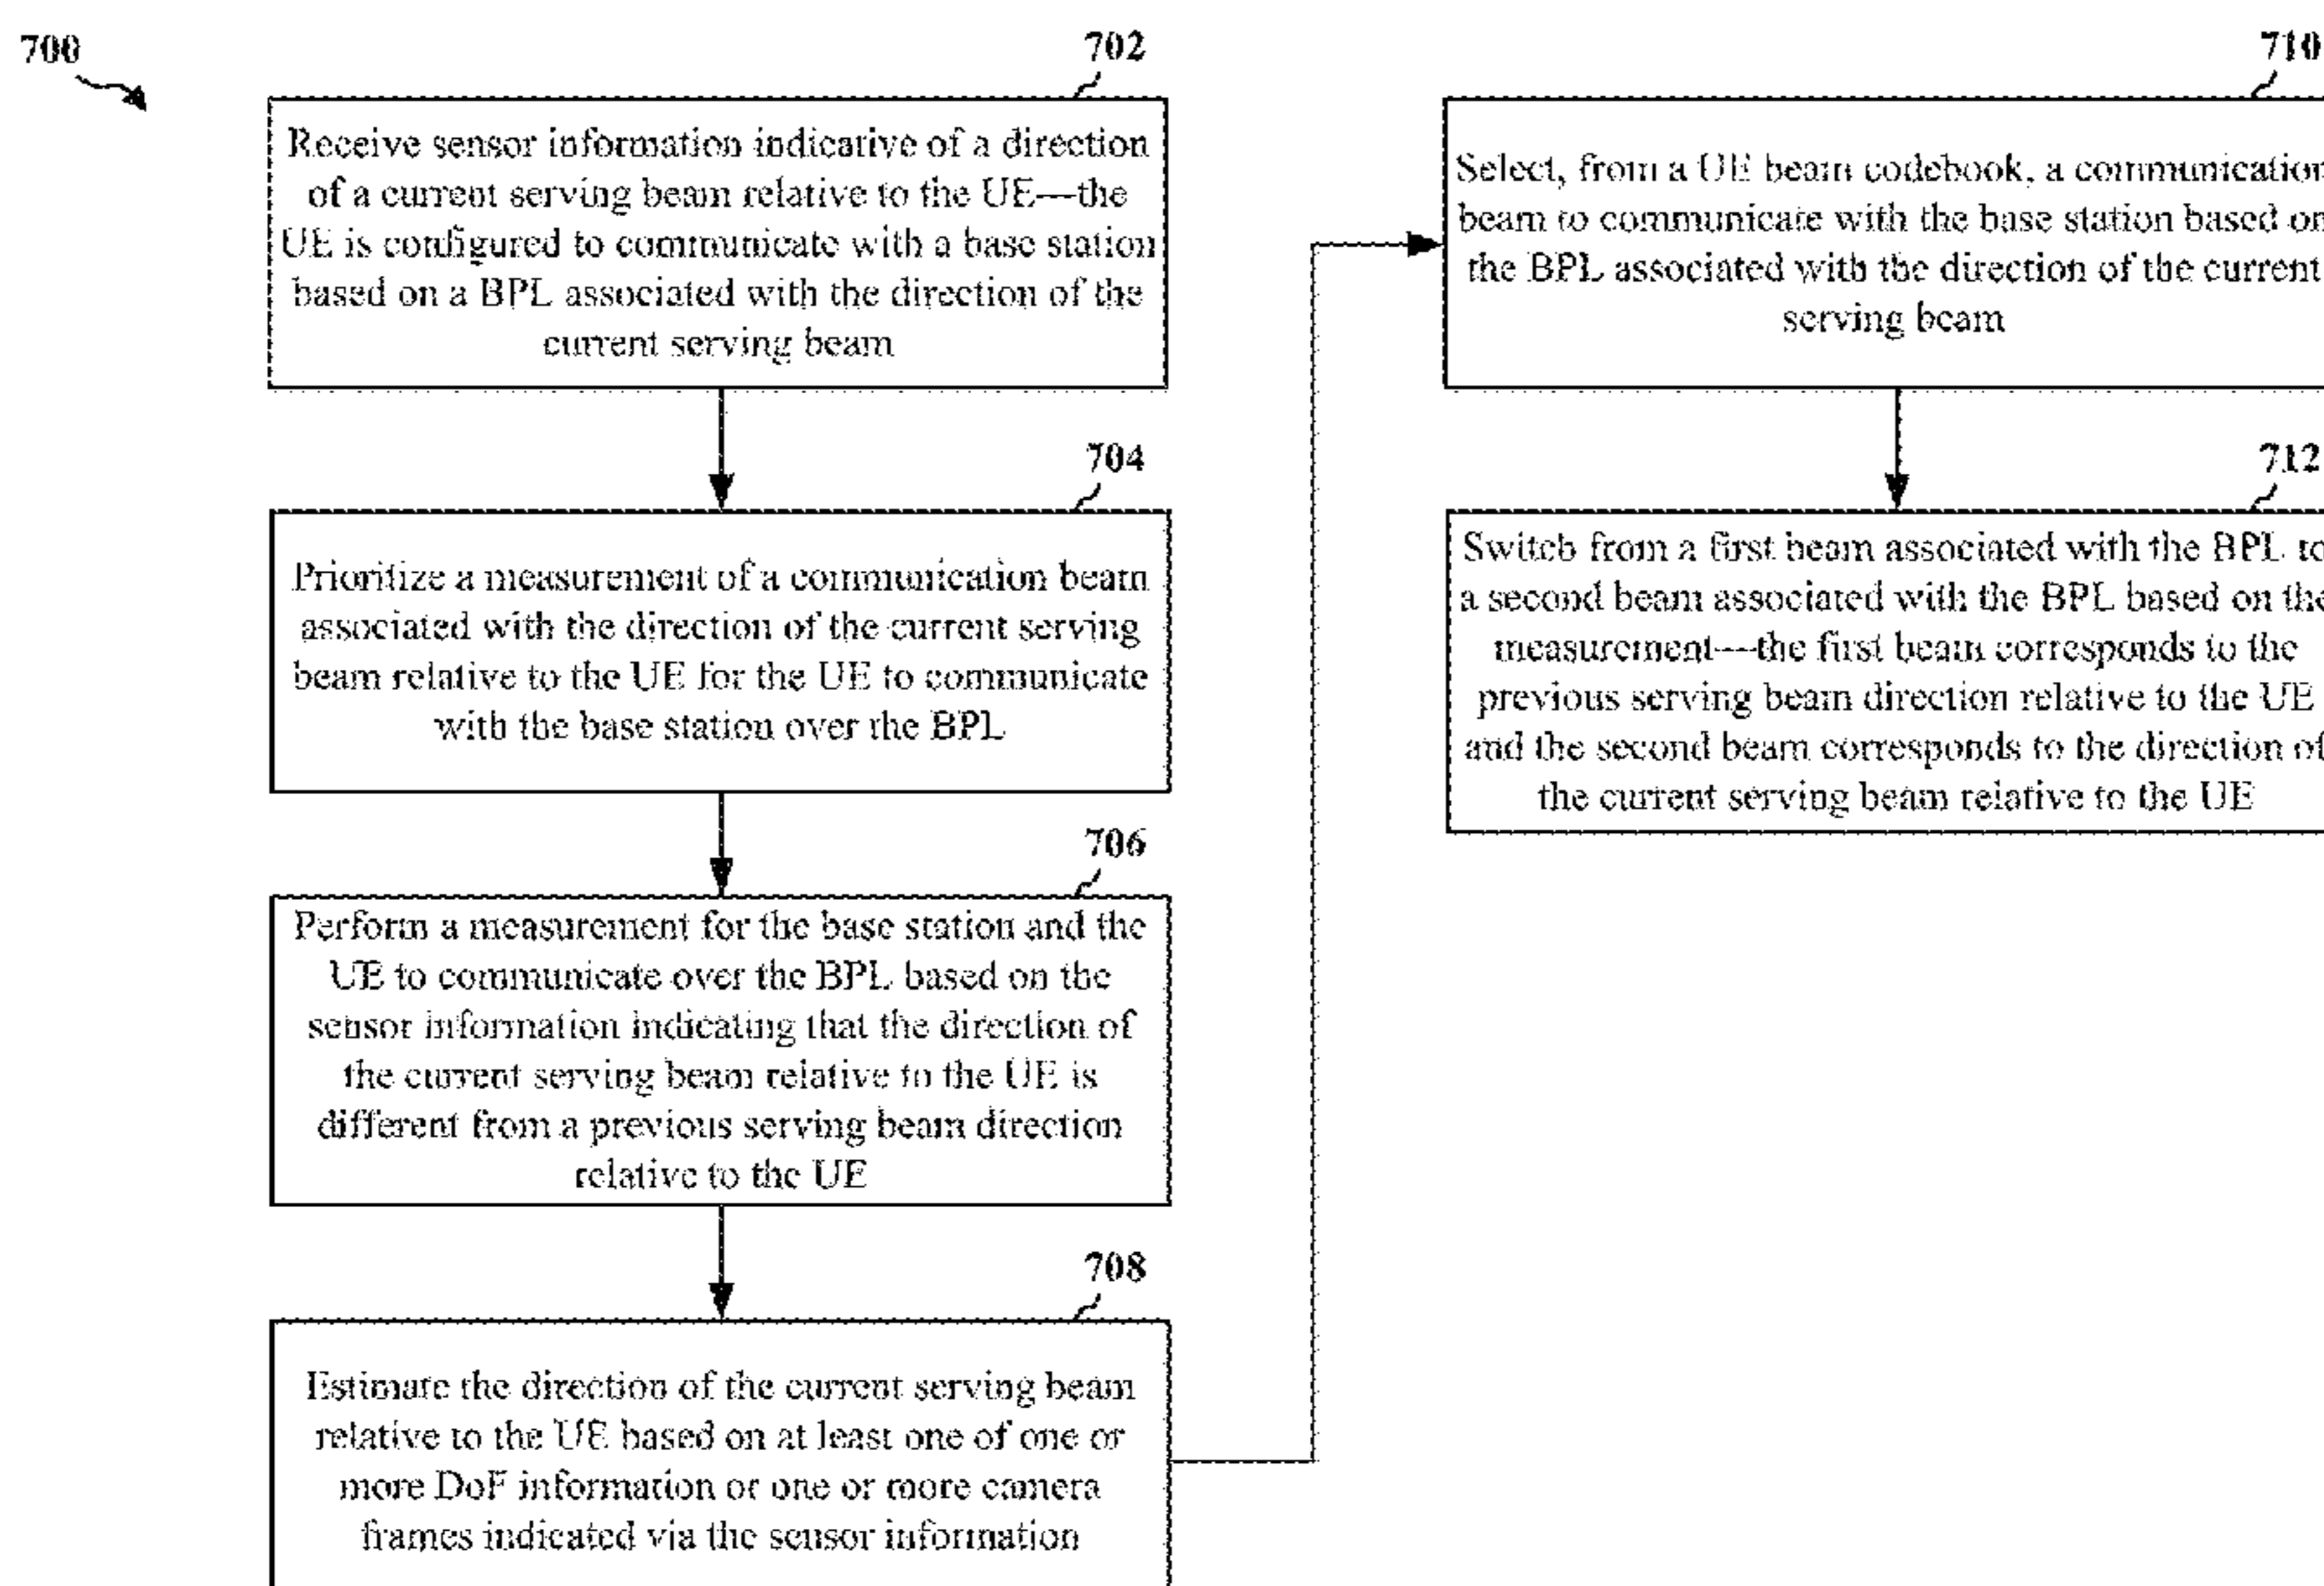 700
702
Receive sensor information indicative of a direction
of a current serving beam relative to the UE—the
UE is configured to communicate with a base station
based on a BPL associated with the direction of the
current serving beam
704
Prioritize a measurement of a communication beam
associated with the direction of the current serving
beam relative to the UE for the UE to communicate
with the base station over the BPL
706
Perform a measurement for the base station and the
UE to communicate over the BPL based on the
sensor information indicating that the direction of
the current serving beam relative to the UE is
different from a previous serving beam direction
relative to the UE
708
Estimate the direction of the current serving beam
relative to the UE based on at least one of one or
more DoF information or one or more camera
frames indicated via the sensor information
710
Select, from a UE beam codebook, a communication
beam to communicate with the base station based on
the BPL associated with the direction of the current
serving beam
712
Switch from a first beam associated with the BPL to
a second beam associated with the BPL based on the
measurement—the first beam corresponds to the
previous serving beam direction relative to the UE
and the second beam corresponds to the direction of
the current serving beam relative to the UE